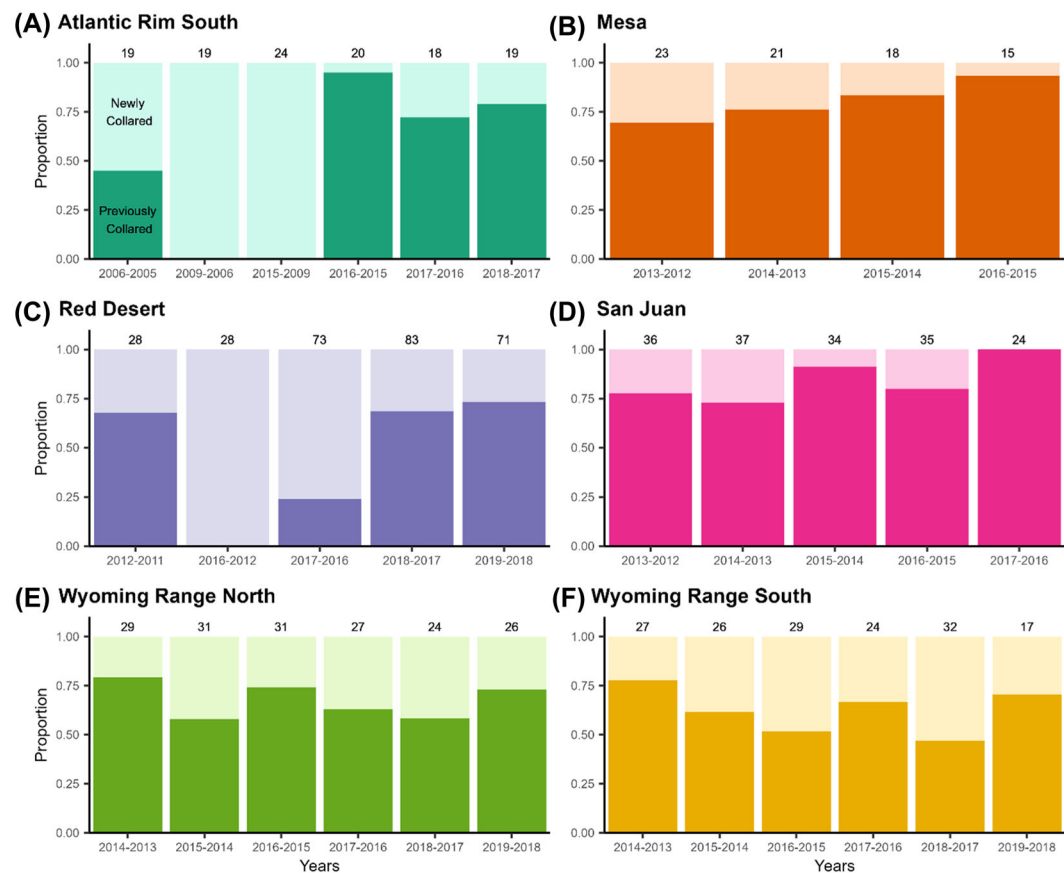 (A) Atlantic Rim South
19 19 24 20 18 19
1.00
0.75
0.50
0.25
0.00
Proportion
Newly
Collared
Previously
Collared
2006-2005 2009-2006 2015-2009 2016-2015 2017-2016 2018-2017
(B) Mesa
23 21 18 15
1.00
0.75
0.50
0.25
0.00
2013-2012 2014-2013 2015-2014 2016-2015
(C) Red Desert
28 28 73 83 71
1.00
0.75
0.50
0.25
0.00
Proportion
2012-2011 2016-2012 2017-2016 2018-2017 2019-2018
(D) San Juan
36 37 34 35 24
1.00
0.75
0.50
0.25
0.00
2013-2012 2014-2013 2015-2014 2016-2015 2017-2016
(E) Wyoming Range North
29 31 31 27 24 26
1.00
0.75
0.50
0.25
0.00
Proportion
2014-2013 2015-2014 2016-2015 2017-2016 2018-2017 2019-2018
Years
(F) Wyoming Range South
27 26 29 24 32 17
1.00
0.75
0.50
0.25
0.00
2014-2013 2015-2014 2016-2015 2017-2016 2018-2017 2019-2018
Years